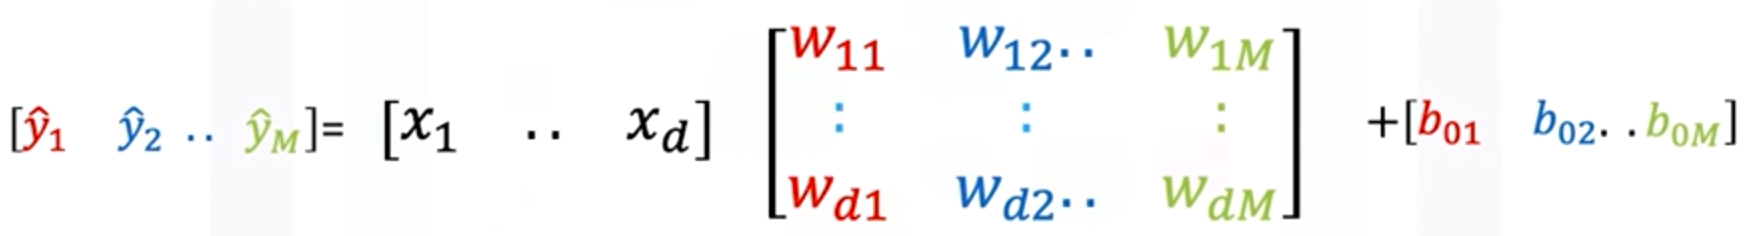 [ŷ₁ ŷ₂ .. ŷ_M]= [x₁ .. x_d] [w₁₁ w₁₂.. w₁M
: : :
w_d1 w_d2.. w_dM] +[b₀₁ b₀₂. . b₀M]